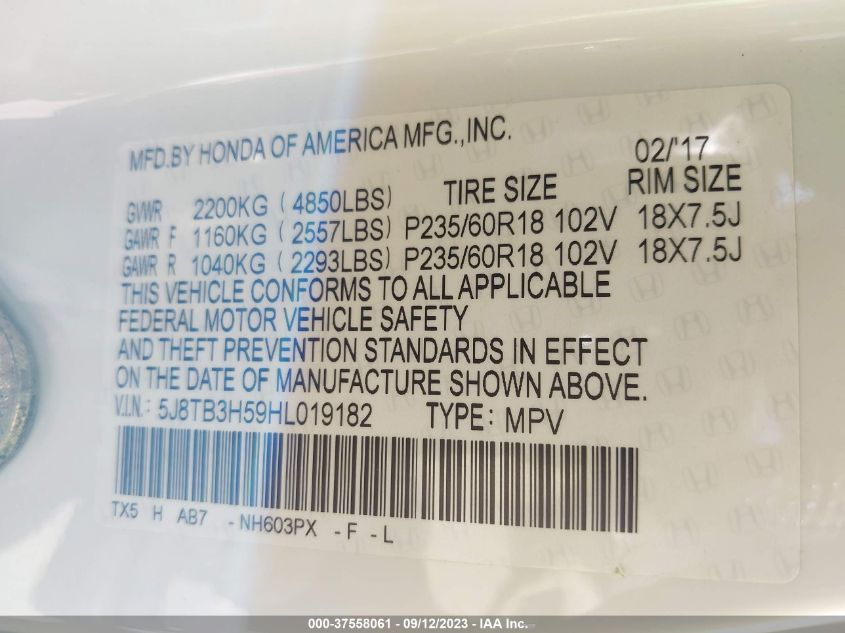 MFD.BY HONDA OF AMERICA MFG.,INC. 02/'17
GVWR 2200KG ( 4850LBS) TIRE SIZE RIM SIZE
GAWR F 1160KG ( 2557LBS) P235/60R18 102V 18X7.5J
GAWR R 1040KG ( 2293LBS) P235/60R18 102V 18X7.5J
THIS VEHICLE CONFORMS TO ALL APPLICABLE
FEDERAL MOTOR VEHICLE SAFETY
AND THEFT PREVENTION STANDARDS IN EFFECT
ON THE DATE OF MANUFACTURE SHOWN ABOVE.
V.I.N.: 5J8TB3H59HL019182 TYPE: MPV
TX5 H AB7 -NH603PX -F -L
000-37558061 - 09/12/2023 - IAA Inc.